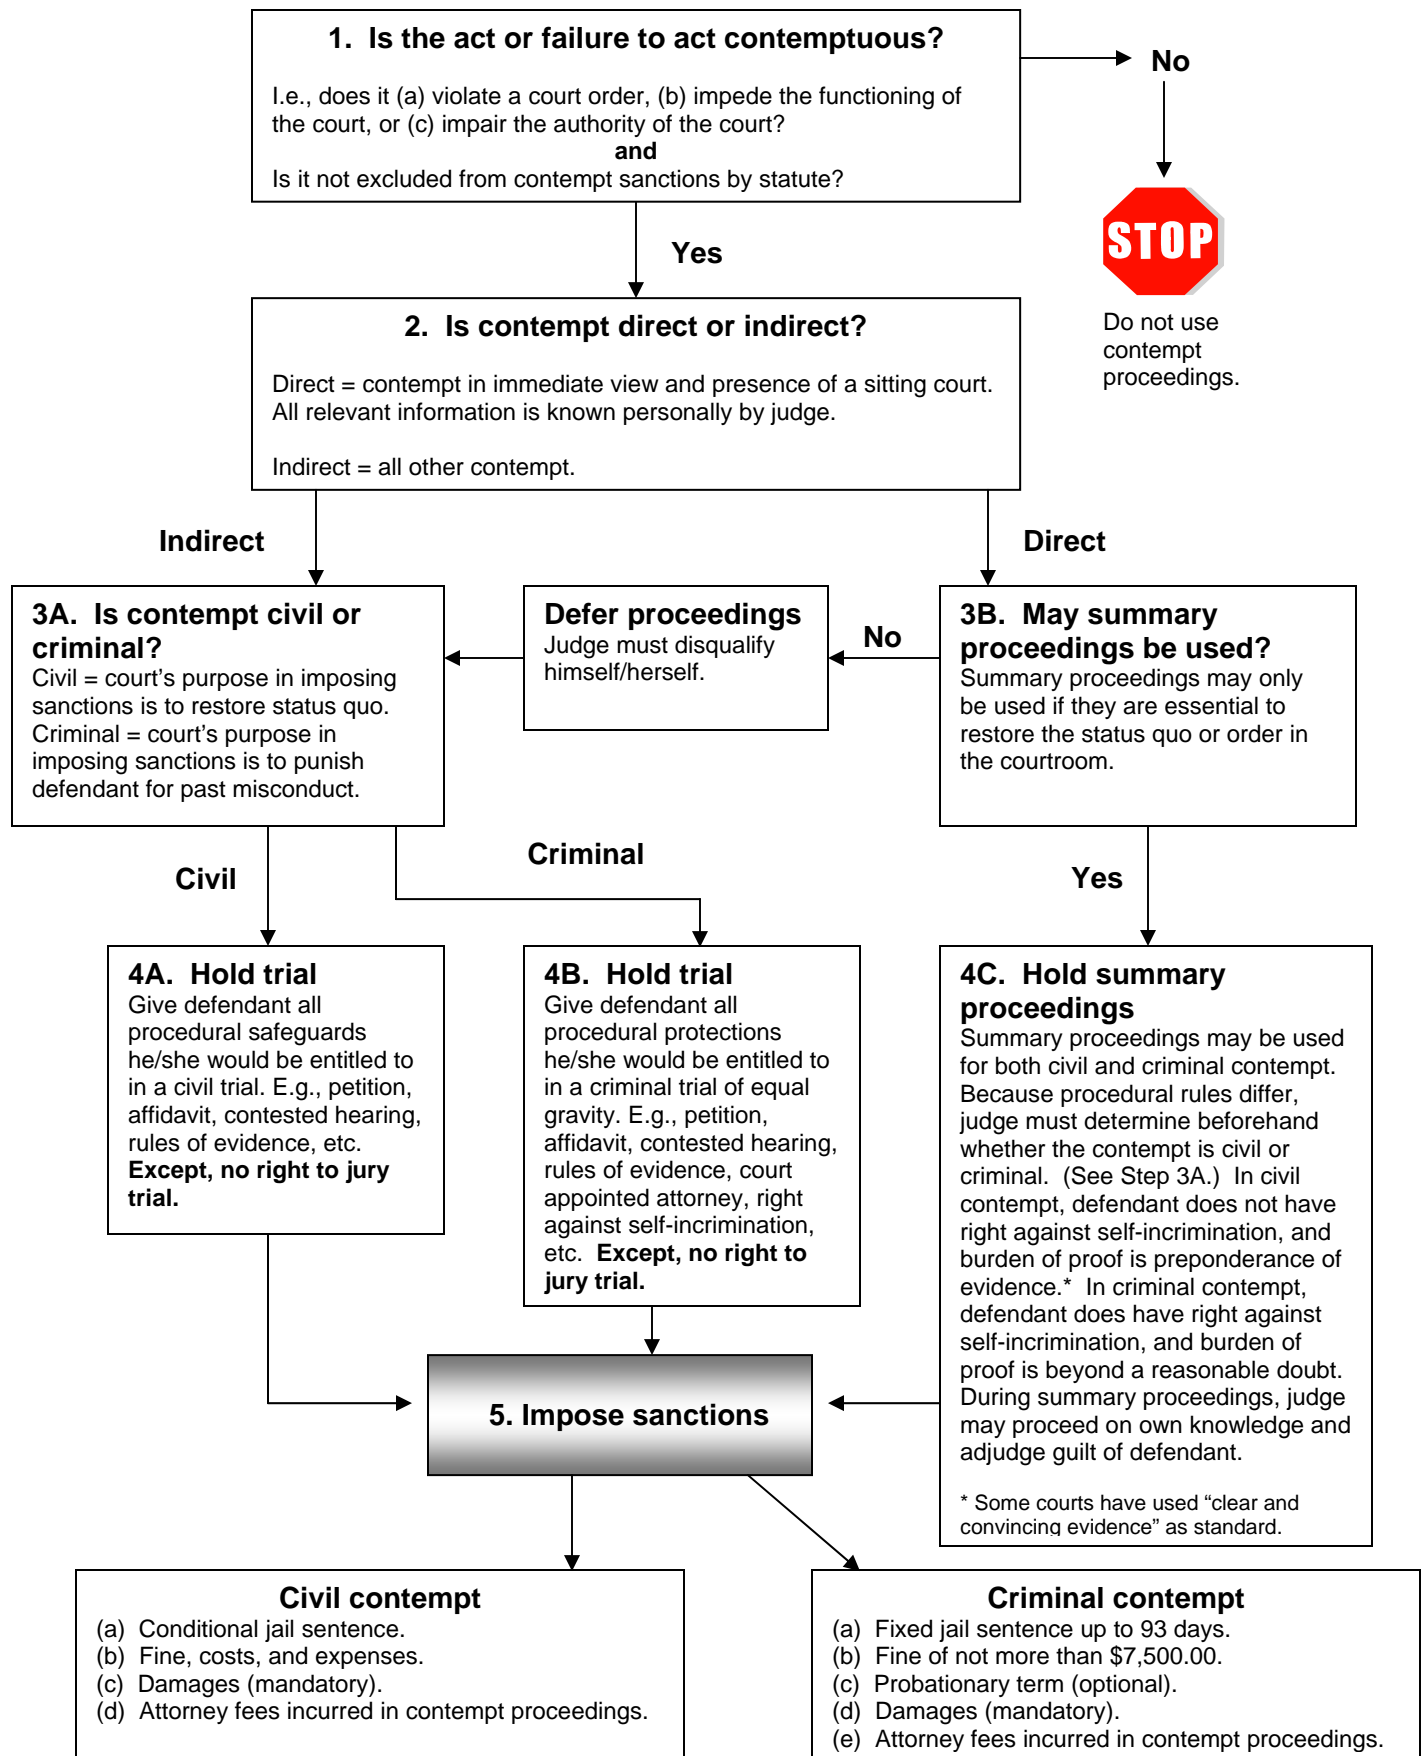 1. Is the act or failure to act contemptuous?
I.e., does it (a) violate a court order, (b) impede the functioning of
the court, or (c) impair the authority of the court?
and
Is it not excluded from contempt sanctions by statute?
No
STOP
Do not use
contempt
proceedings.
Yes
2. Is contempt direct or indirect?
Direct = contempt in immediate view and presence of a sitting court.
All relevant information is known personally by judge.
Indirect = all other contempt.
Indirect
Direct
3A. Is contempt civil or
criminal?
Civil = court's purpose in imposing
sanctions is to restore status quo.
Criminal = court's purpose in
imposing sanctions is to punish
defendant for past misconduct.
Defer proceedings
Judge must disqualify
himself/herself.
No
3B. May summary
proceedings be used?
Summary proceedings may only
be used if they are essential to
restore the status quo or order in
the courtroom.
Civil
Criminal
Yes
4A. Hold trial
Give defendant all
procedural safeguards
he/she would be entitled to
in a civil trial. E.g., petition,
affidavit, contested hearing,
rules of evidence, etc.
Except, no right to jury
trial.
4B. Hold trial
Give defendant all
procedural protections
he/she would be entitled to
in a criminal trial of equal
gravity. E.g., petition,
affidavit, contested hearing,
rules of evidence, court
appointed attorney, right
against self-incrimination,
etc. Except, no right to
jury trial.
4C. Hold summary
proceedings
Summary proceedings may be used
for both civil and criminal contempt.
Because procedural rules differ,
judge must determine beforehand
whether the contempt is civil or
criminal. (See Step 3A.) In civil
contempt, defendant does not have
right against self-incrimination, and
burden of proof is preponderance of
evidence.* In criminal contempt,
defendant does have right against
self-incrimination, and burden of
proof is beyond a reasonable doubt.
During summary proceedings, judge
may proceed on own knowledge and
adjudge guilt of defendant.
* Some courts have used “clear and
convincing evidence” as standard.
5. Impose sanctions
Civil contempt
(a) Conditional jail sentence.
(b) Fine, costs, and expenses.
(c) Damages (mandatory).
(d) Attorney fees incurred in contempt proceedings.
Criminal contempt
(a) Fixed jail sentence up to 93 days.
(b) Fine of not more than $7,500.00.
(c) Probationary term (optional).
(d) Damages (mandatory).
(e) Attorney fees incurred in contempt proceedings.